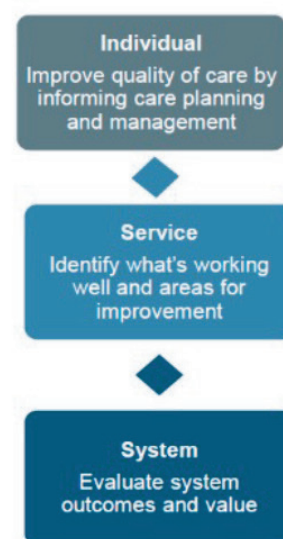 Individual
Improve quality of care by
informing care planning
and management
Service
Identify what's working
well and areas for
improvement
System
Evaluate system
outcomes and value